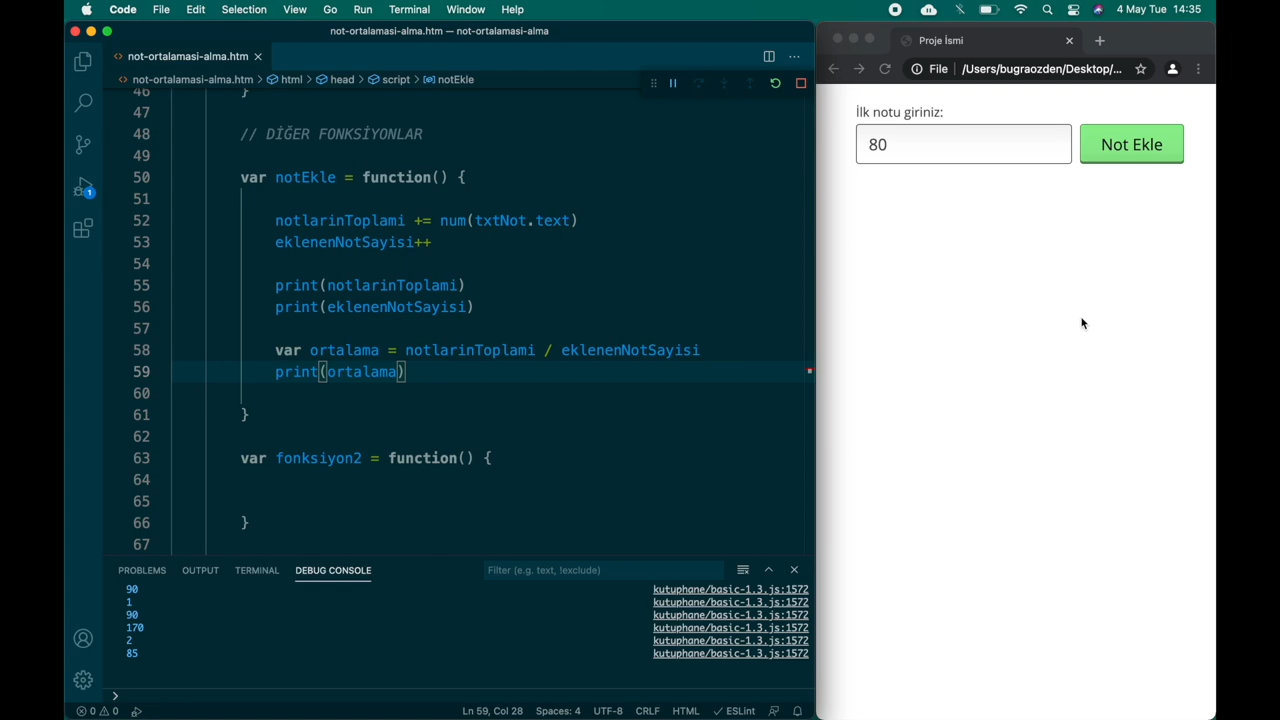 Code File Edit Selection View Go Run Terminal Window Help 4 May Tue 14:35
not-ortalamasi-alma.htm — not-ortalamasi-alma
not-ortalamasi-alma.htm
not-ortalamasi-alma.htm > html > head > script > notEkle
46 }
47
48 // DİĞER FONKSİYONLAR
49
50 var notEkle = function() {
51
52 notlarinToplami += num(txtNot.text)
53 eklenenNotSayisi++
54
55 print(notlarinToplami)
56 print(eklenenNotSayisi)
57
58 var ortalama = notlarinToplami / eklenenNotSayisi
59 print(ortalama)
60
61 }
62
63 var fonksiyon2 = function() {
64
65
66 }
67
1
PROBLEMS OUTPUT TERMINAL DEBUG CONSOLE Filter (e.g. text, !exclude)
90 kutuphane/basic-1.3.js:1572
1 kutuphane/basic-1.3.js:1572
90 kutuphane/basic-1.3.js:1572
170 kutuphane/basic-1.3.js:1572
2 kutuphane/basic-1.3.js:1572
85 kutuphane/basic-1.3.js:1572
0 0 Ln 59, Col 28 Spaces: 4 UTF-8 CRLF HTML ESLint
Proje İsmi
File /Users/bugraozden/Desktop/...
İlk notu giriniz:
80 Not Ekle